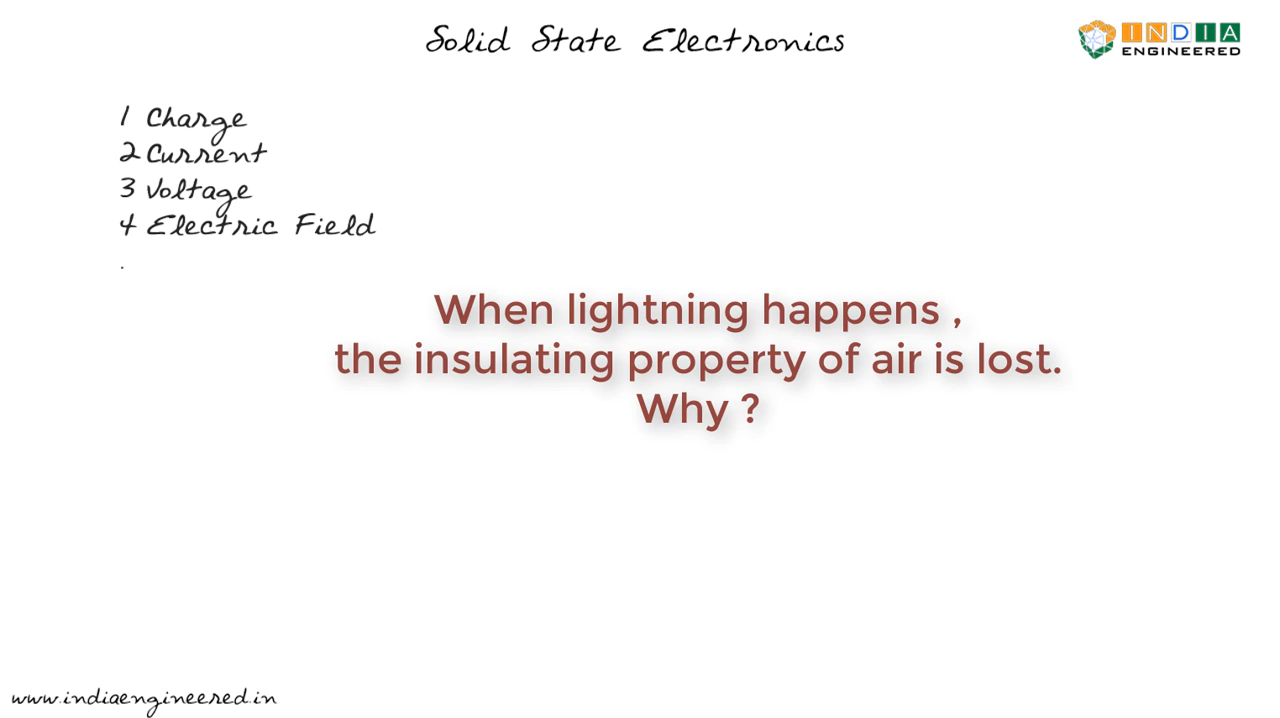 Solid State Electronics
INDIA
ENGINEERED
1 Charge
2 Current
3 Voltage
4 Electric Field
.
When lightning happens ,
the insulating property of air is lost.
Why ?
www.indiaengineered.in